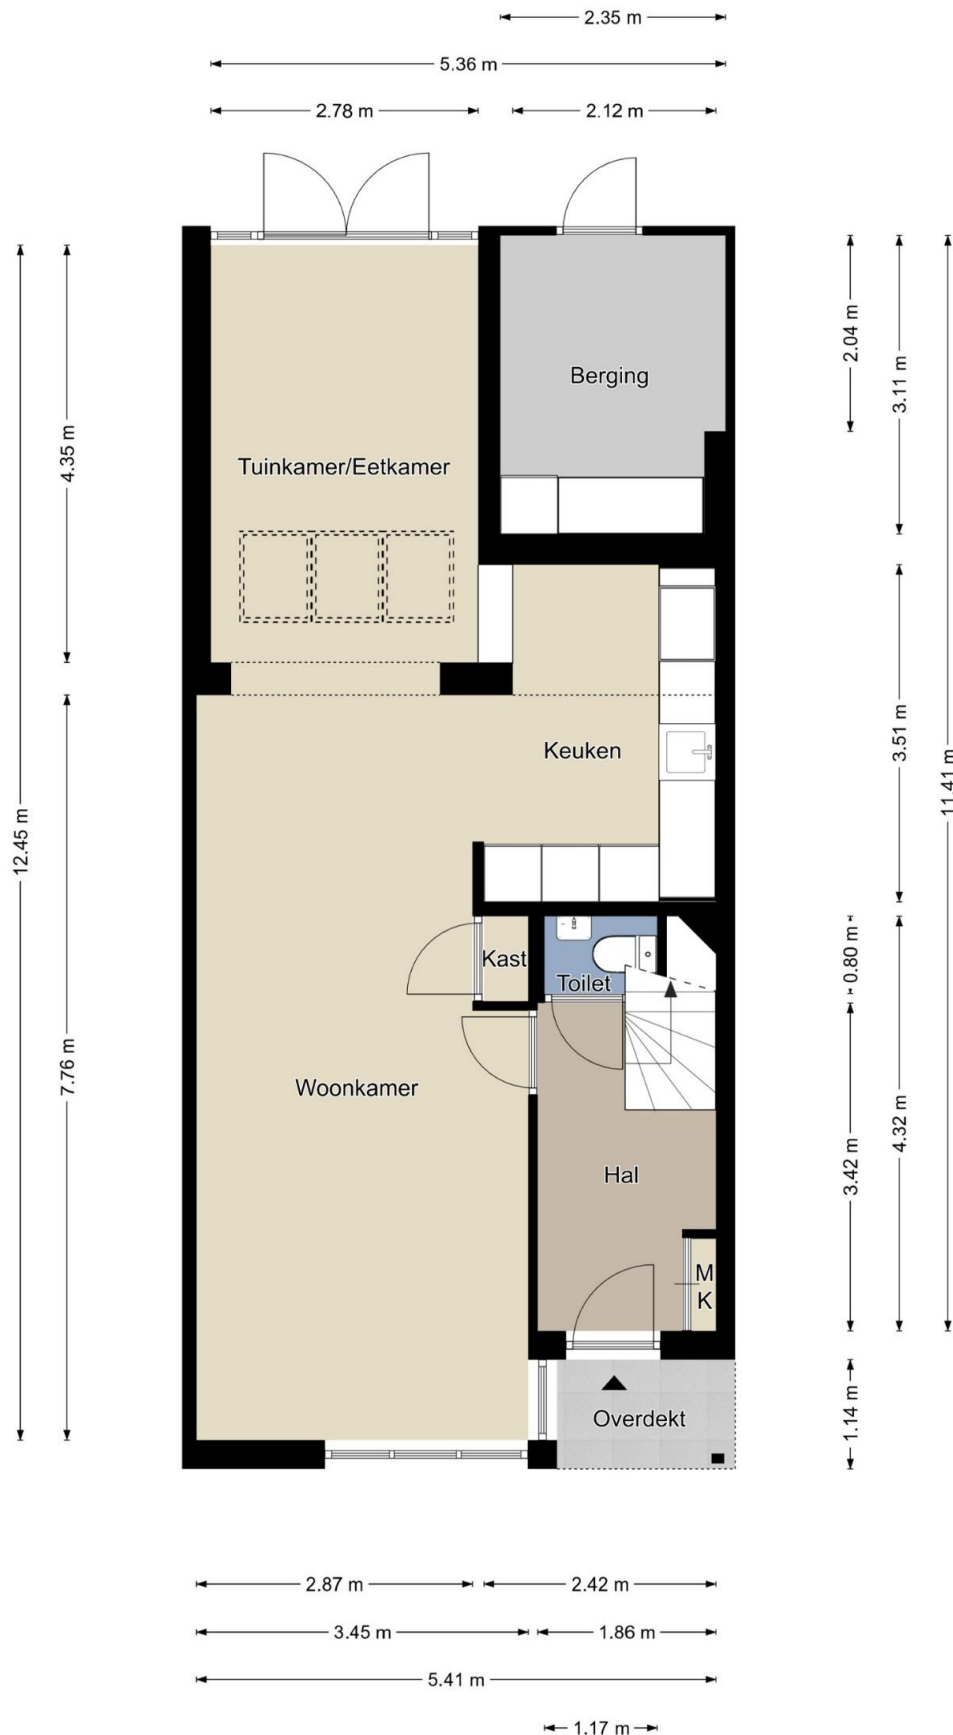 2.35 m
5.36 m
2.78 m
2.12 m
2.04 m
3.11 m
Berging
4.35 m
Tuinkamer/Eetkamer
3.51 m
Keuken
11.41 m
12.45 m
0.80 m
Kast
Toilet
7.76 m
Woonkamer
4.32 m
3.42 m
Hal
M
K
1.14 m
Overdekt
2.87 m
2.42 m
3.45 m
1.86 m
5.41 m
1.17 m